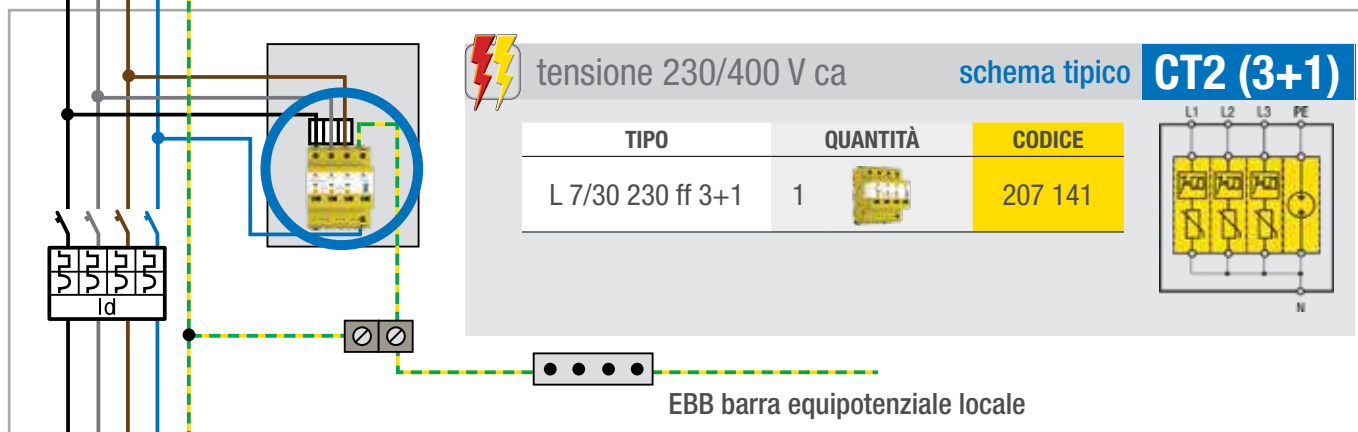 tensione 230/400 V ca schema tipico CT2 (3+1)
TIPO QUANTITÀ CODICE
L 7/30 230 ff 3+1 1 207 141
L1 L2 L3 PE
N
Id
EBB barra equipotenziale locale